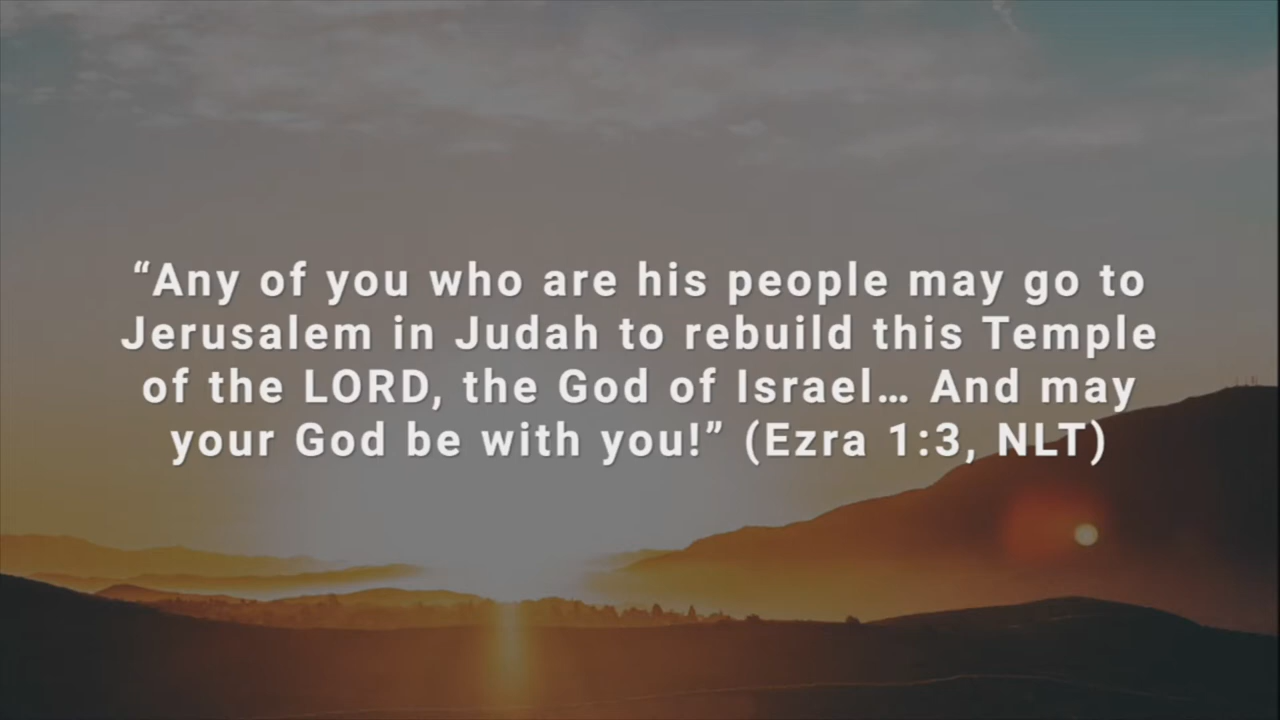 “Any of you who are his people may go to
Jerusalem in Judah to rebuild this Temple
of the LORD, the God of Israel… And may
your God be with you!” (Ezra 1:3, NLT)